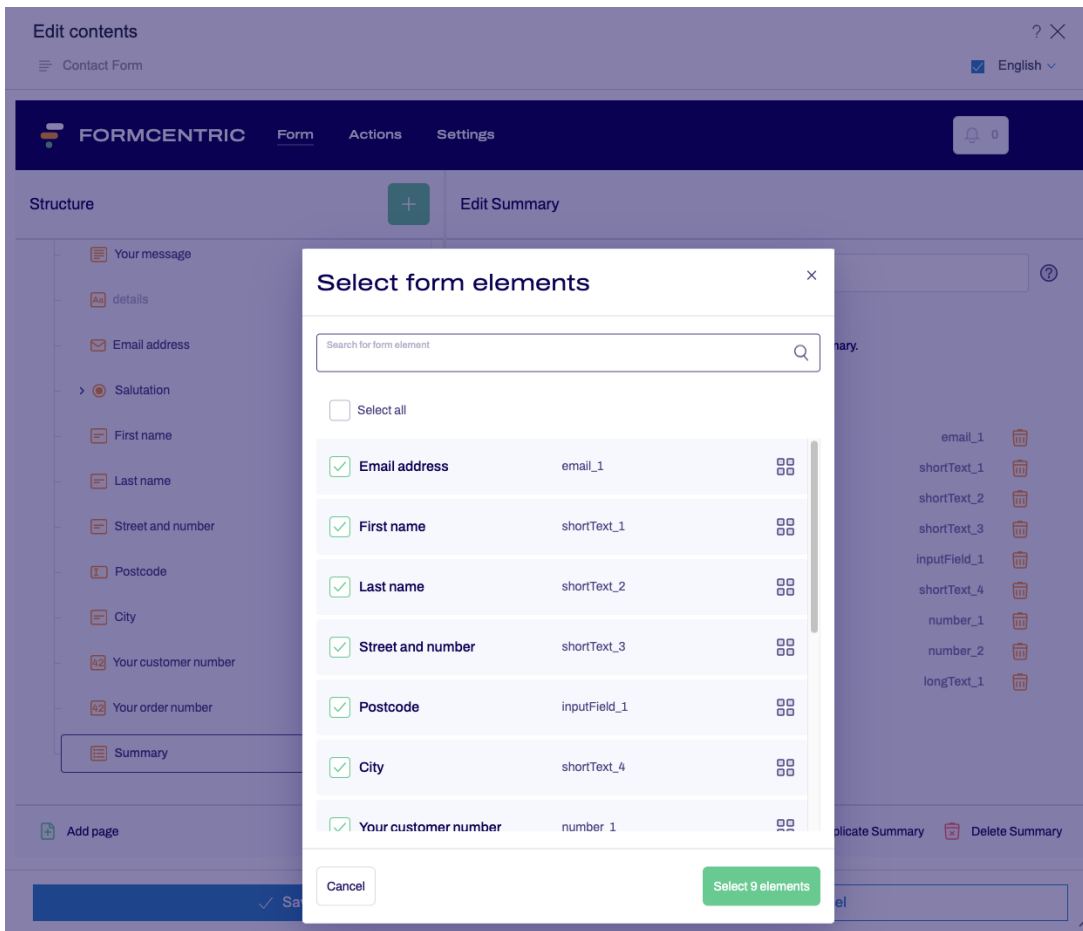 Edit contents
?
Contact Form
English
FORMCENTRIC Form Actions Settings
0
Structure
Edit Summary
Your message
Aa details
Email address
Salutation
First name
Last name
Street and number
Postcode
City
42 Your customer number
42 Your order number
Summary
Add page
Select form elements
Search for form element
Select all
Email address email_1
First name shortText_1
Last name shortText_2
Street and number shortText_3
Postcode inputField_1
City shortText_4
Your customer number number_1
Cancel
Select 9 elements
?
email_1
shortText_1
shortText_2
shortText_3
inputField_1
shortText_4
number_1
number_2
longText_1
Summary
Delete Summary